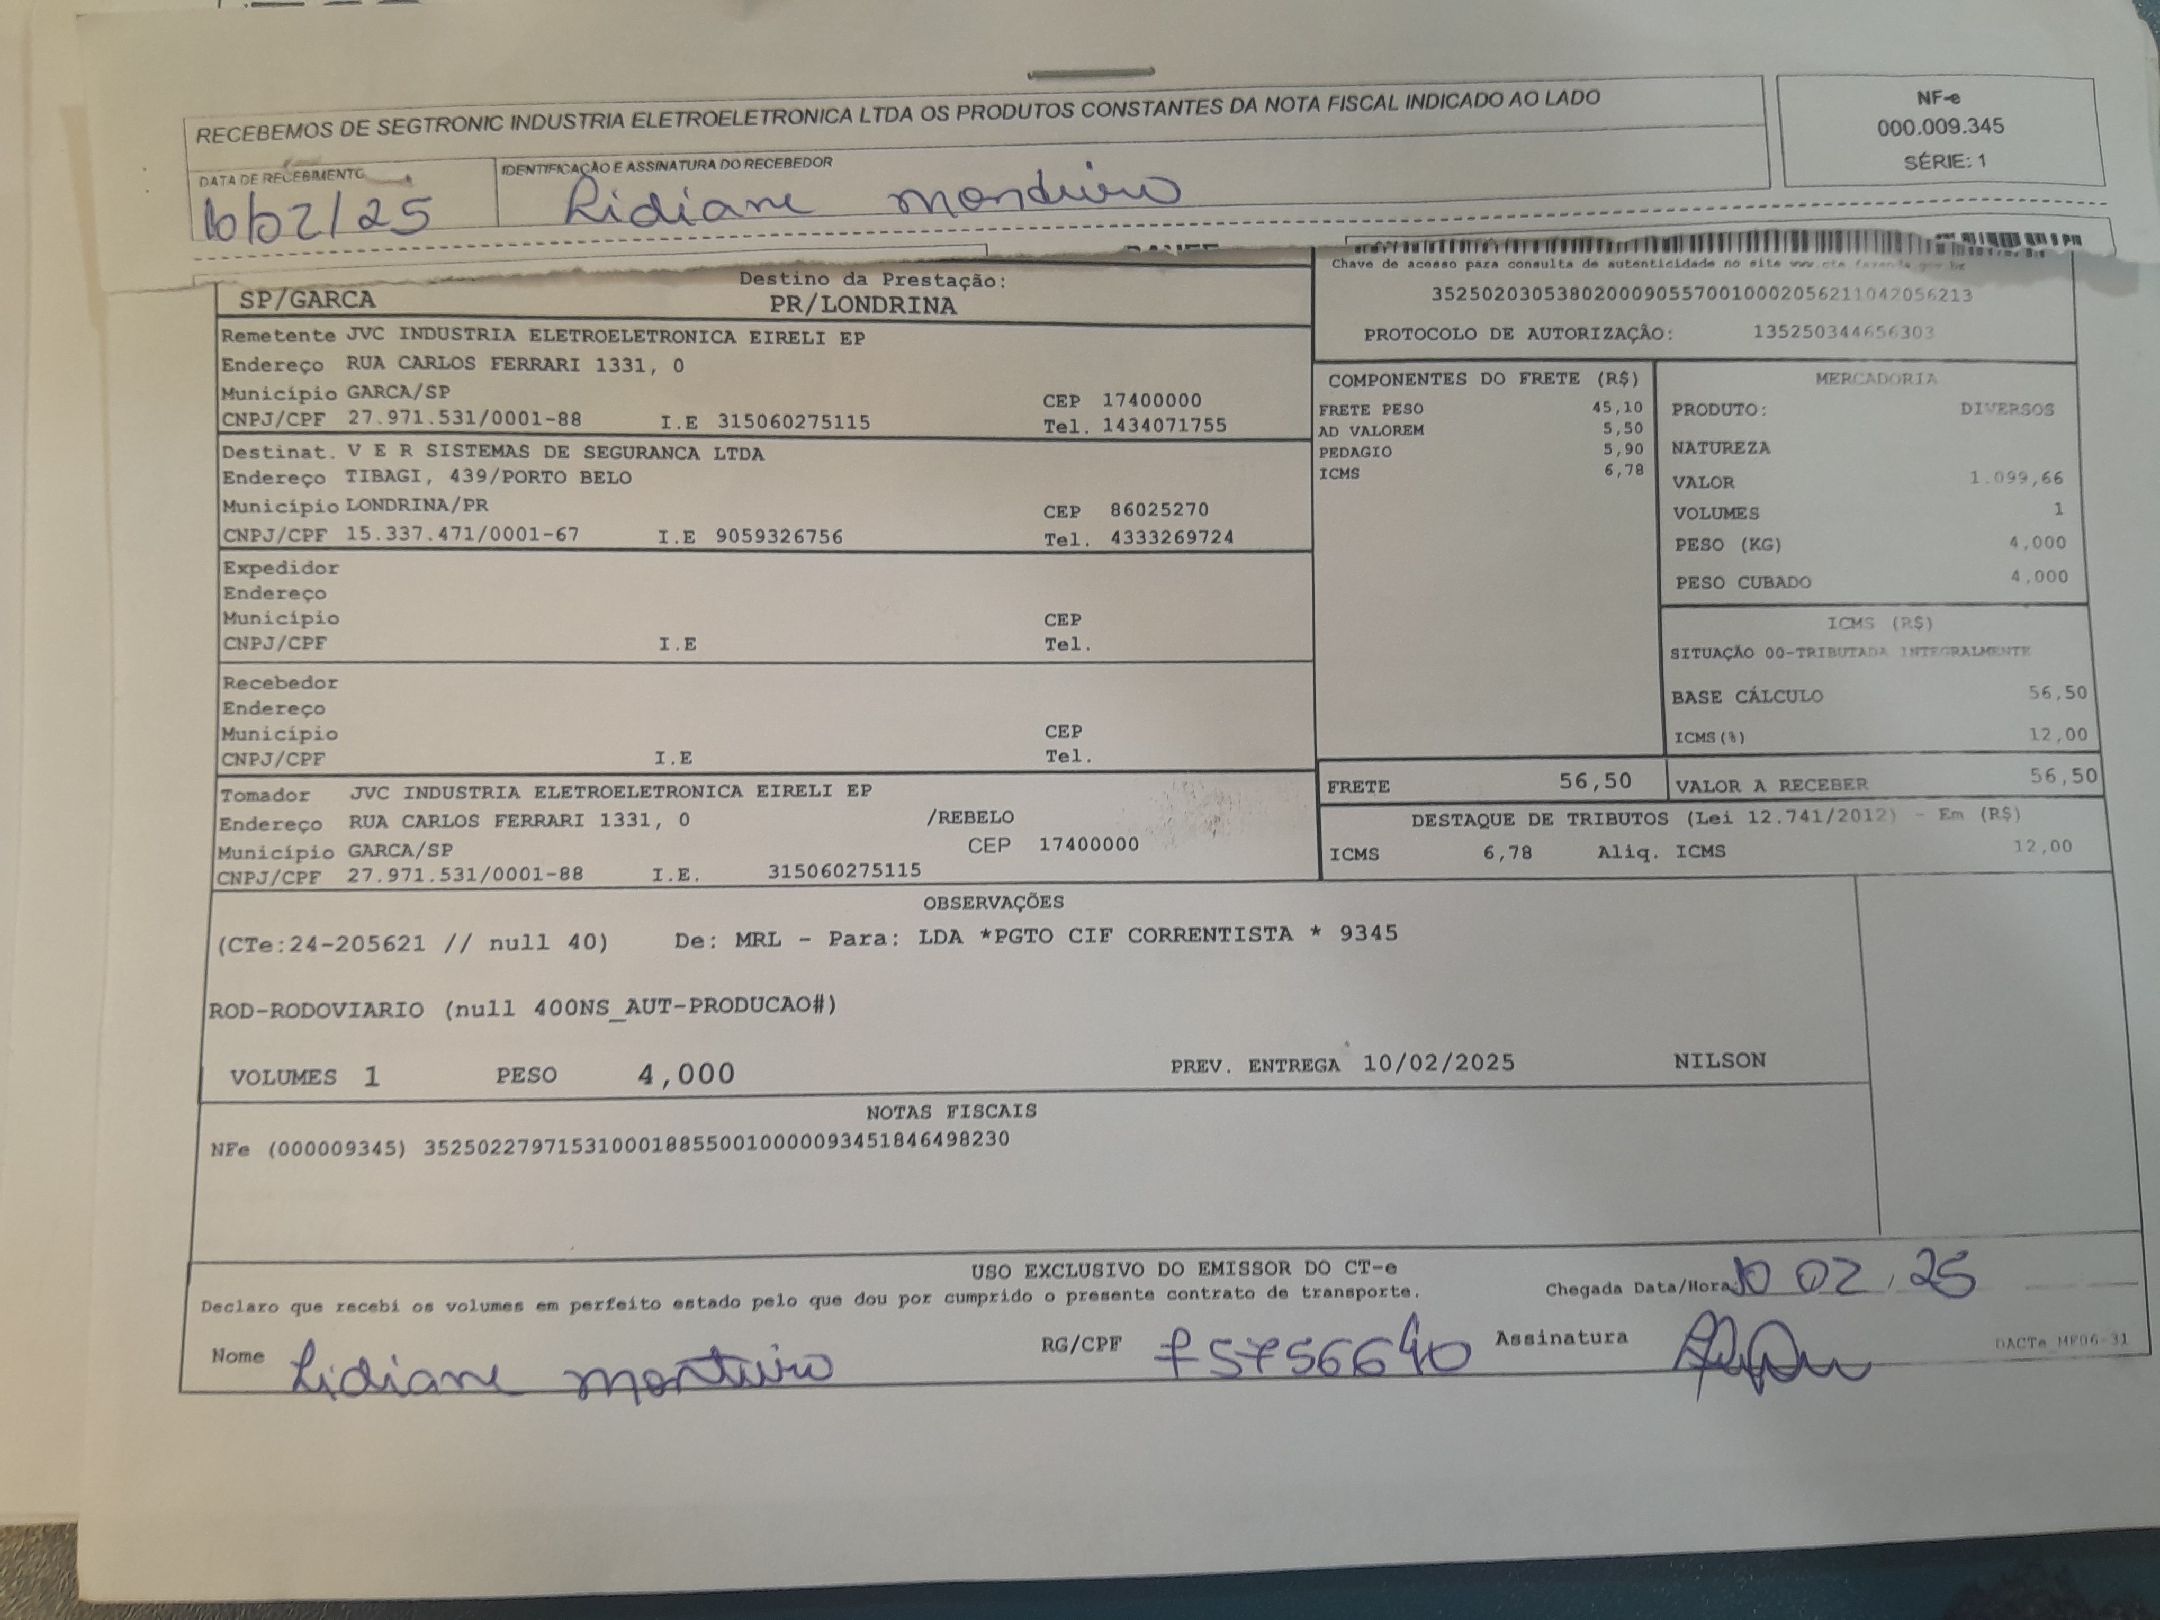 RECEBEMOS DE SEGTRONIC INDUSTRIA ELETROELETRONICA LTDA OS PRODUTOS CONSTANTES DA NOTA FISCAL INDICADO AO LADO
NF-e
000.009.345
SÉRIE: 1
DATA DE RECEBIMENTO
10/02/25
IDENTIFICAÇÃO E ASSINATURA DO RECEBEDOR
Lidiane monteiro
SP/GARCA
Destino da Prestação:
PR/LONDRINA
Chave de acesso para consulta de autenticidade no site www.cte.fazenda.gov.br
35250203053802000905570010002056211042056213
PROTOCOLO DE AUTORIZAÇÃO: 135250344656303
Remetente JVC INDUSTRIA ELETROELETRONICA EIRELI EP
Endereço RUA CARLOS FERRARI 1331, 0
Município GARCA/SP CEP 17400000
CNPJ/CPF 27.971.531/0001-88 I.E 315060275115 Tel. 1434071755
Destinat. V E R SISTEMAS DE SEGURANCA LTDA
Endereço TIBAGI, 439/PORTO BELO
Município LONDRINA/PR CEP 86025270
CNPJ/CPF 15.337.471/0001-67 I.E 9059326756 Tel. 4333269724
Expedidor
Endereço
Município CEP
CNPJ/CPF I.E Tel.
Recebedor
Endereço
Município CEP
CNPJ/CPF I.E Tel.
Tomador JVC INDUSTRIA ELETROELETRONICA EIRELI EP
Endereço RUA CARLOS FERRARI 1331, 0 /REBELO
Município GARCA/SP CEP 17400000
CNPJ/CPF 27.971.531/0001-88 I.E. 315060275115
COMPONENTES DO FRETE (R$)
FRETE PESO 45,10
AD VALOREM 5,50
PEDAGIO 5,90
ICMS 6,78
MERCADORIA
PRODUTO: DIVERSOS
NATUREZA
VALOR 1.099,66
VOLUMES 1
PESO (KG) 4,000
PESO CUBADO 4,000
ICMS (R$)
SITUAÇÃO 00-TRIBUTADA INTEGRALMENTE
BASE CÁLCULO 56,50
ICMS(%) 12,00
FRETE 56,50 VALOR A RECEBER 56,50
DESTAQUE DE TRIBUTOS (Lei 12.741/2012) - Em (R$)
ICMS 6,78 Aliq. ICMS 12,00
OBSERVAÇÕES
(CTe:24-205621 // null 40) De: MRL - Para: LDA *PGTO CIF CORRENTISTA * 9345
ROD-RODOVIARIO (null 400NS_AUT-PRODUCAO#)
VOLUMES 1 PESO 4,000 PREV. ENTREGA 10/02/2025 NILSON
NOTAS FISCAIS
NFe (000009345) 35250227971531000188550010000093451846498230
USO EXCLUSIVO DO EMISSOR DO CT-e
Declaro que recebi os volumes em perfeito estado pelo que dou por cumprido o presente contrato de transporte.
Chegada Data/Hora 10 02 / 25
Nome Lidiane monteiro RG/CPF 75756640 Assinatura
DACTe_MF06-31